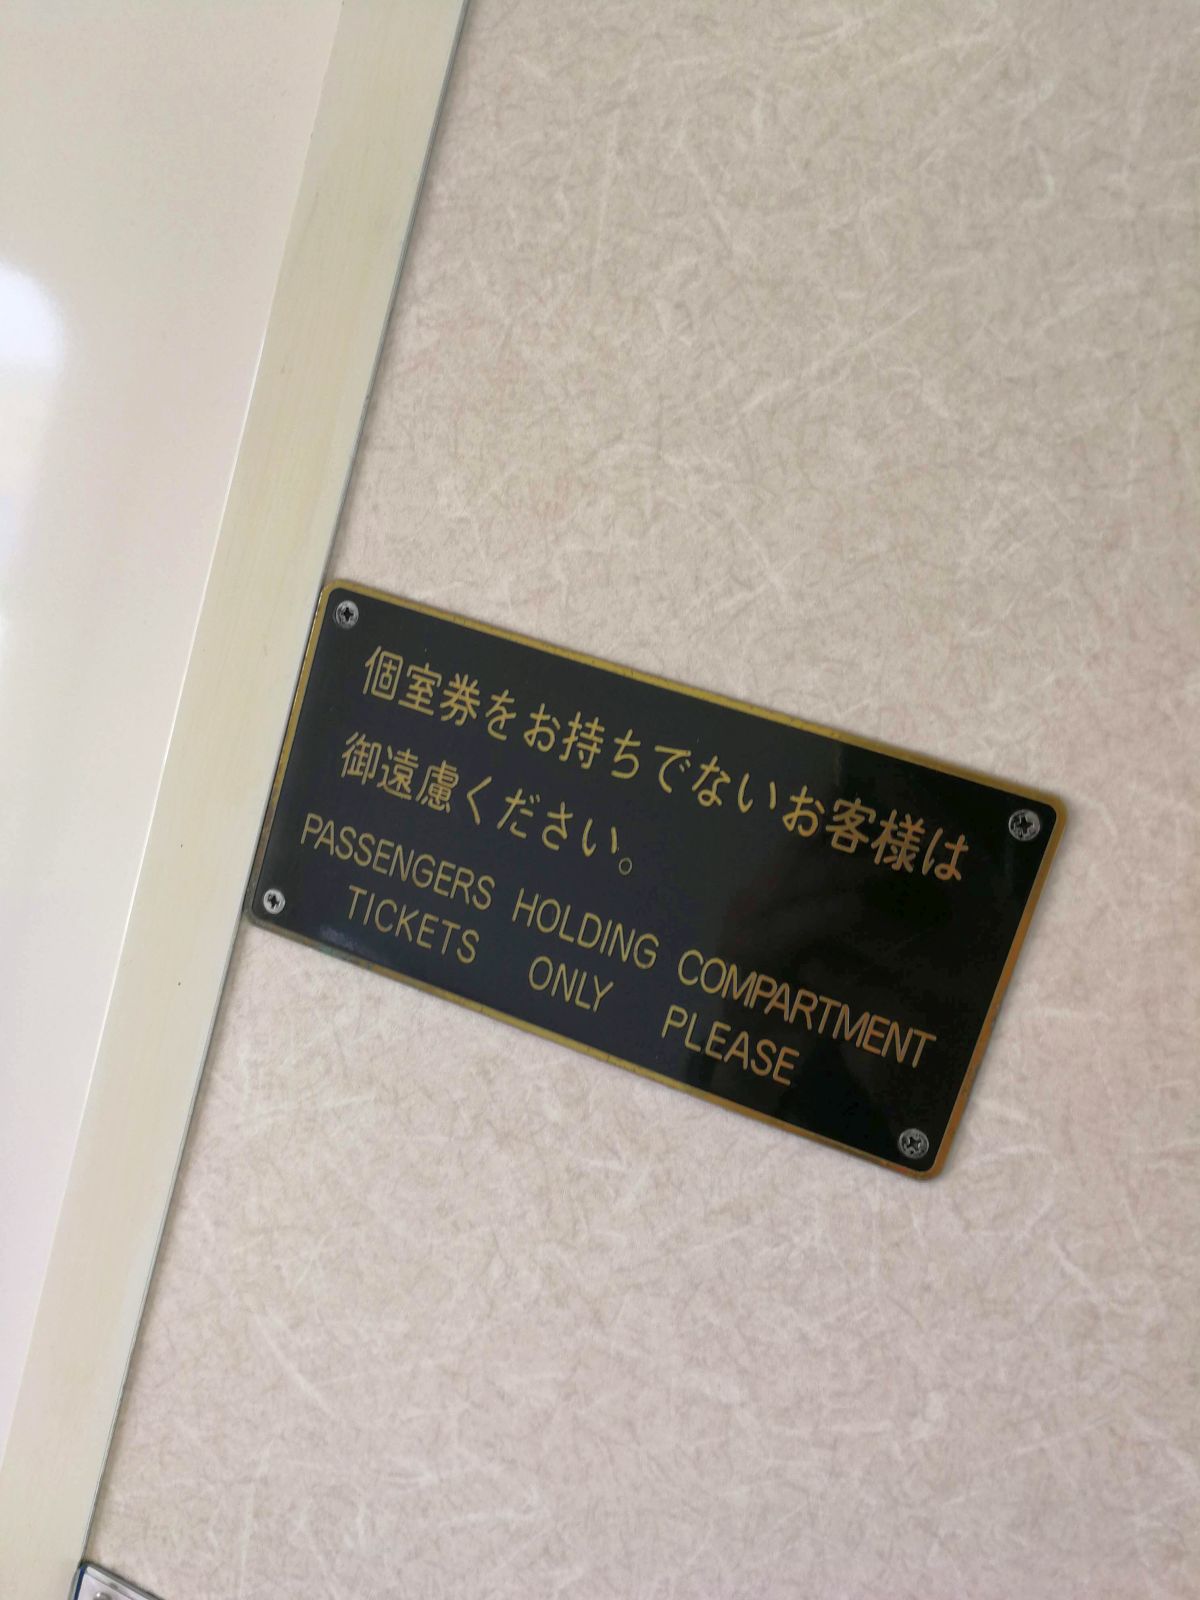 個室券をお持ちでないお客様は
御遠慮ください。
PASSENGERS HOLDING COMPARTMENT
TICKETS ONLY PLEASE